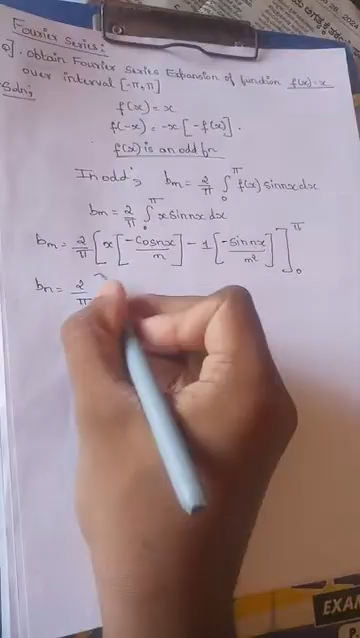 Fourier Series:
Q]. Obtain Fourier Series Expansion of function f(x)=x
over interval [-π,π]
Soln;
f(x) = x
f(-x) = -x [-f(x)].
f(x) is an odd fn
In odd; bn = 2/π ∫₀^π f(x) sinnx dx
bn = 2/π ∫₀^π x sinnx dx
bn = 2/π [x[-cosnx/n] - 1[-sinnx/n²]]₀^π
bn = 2/π
EXAM